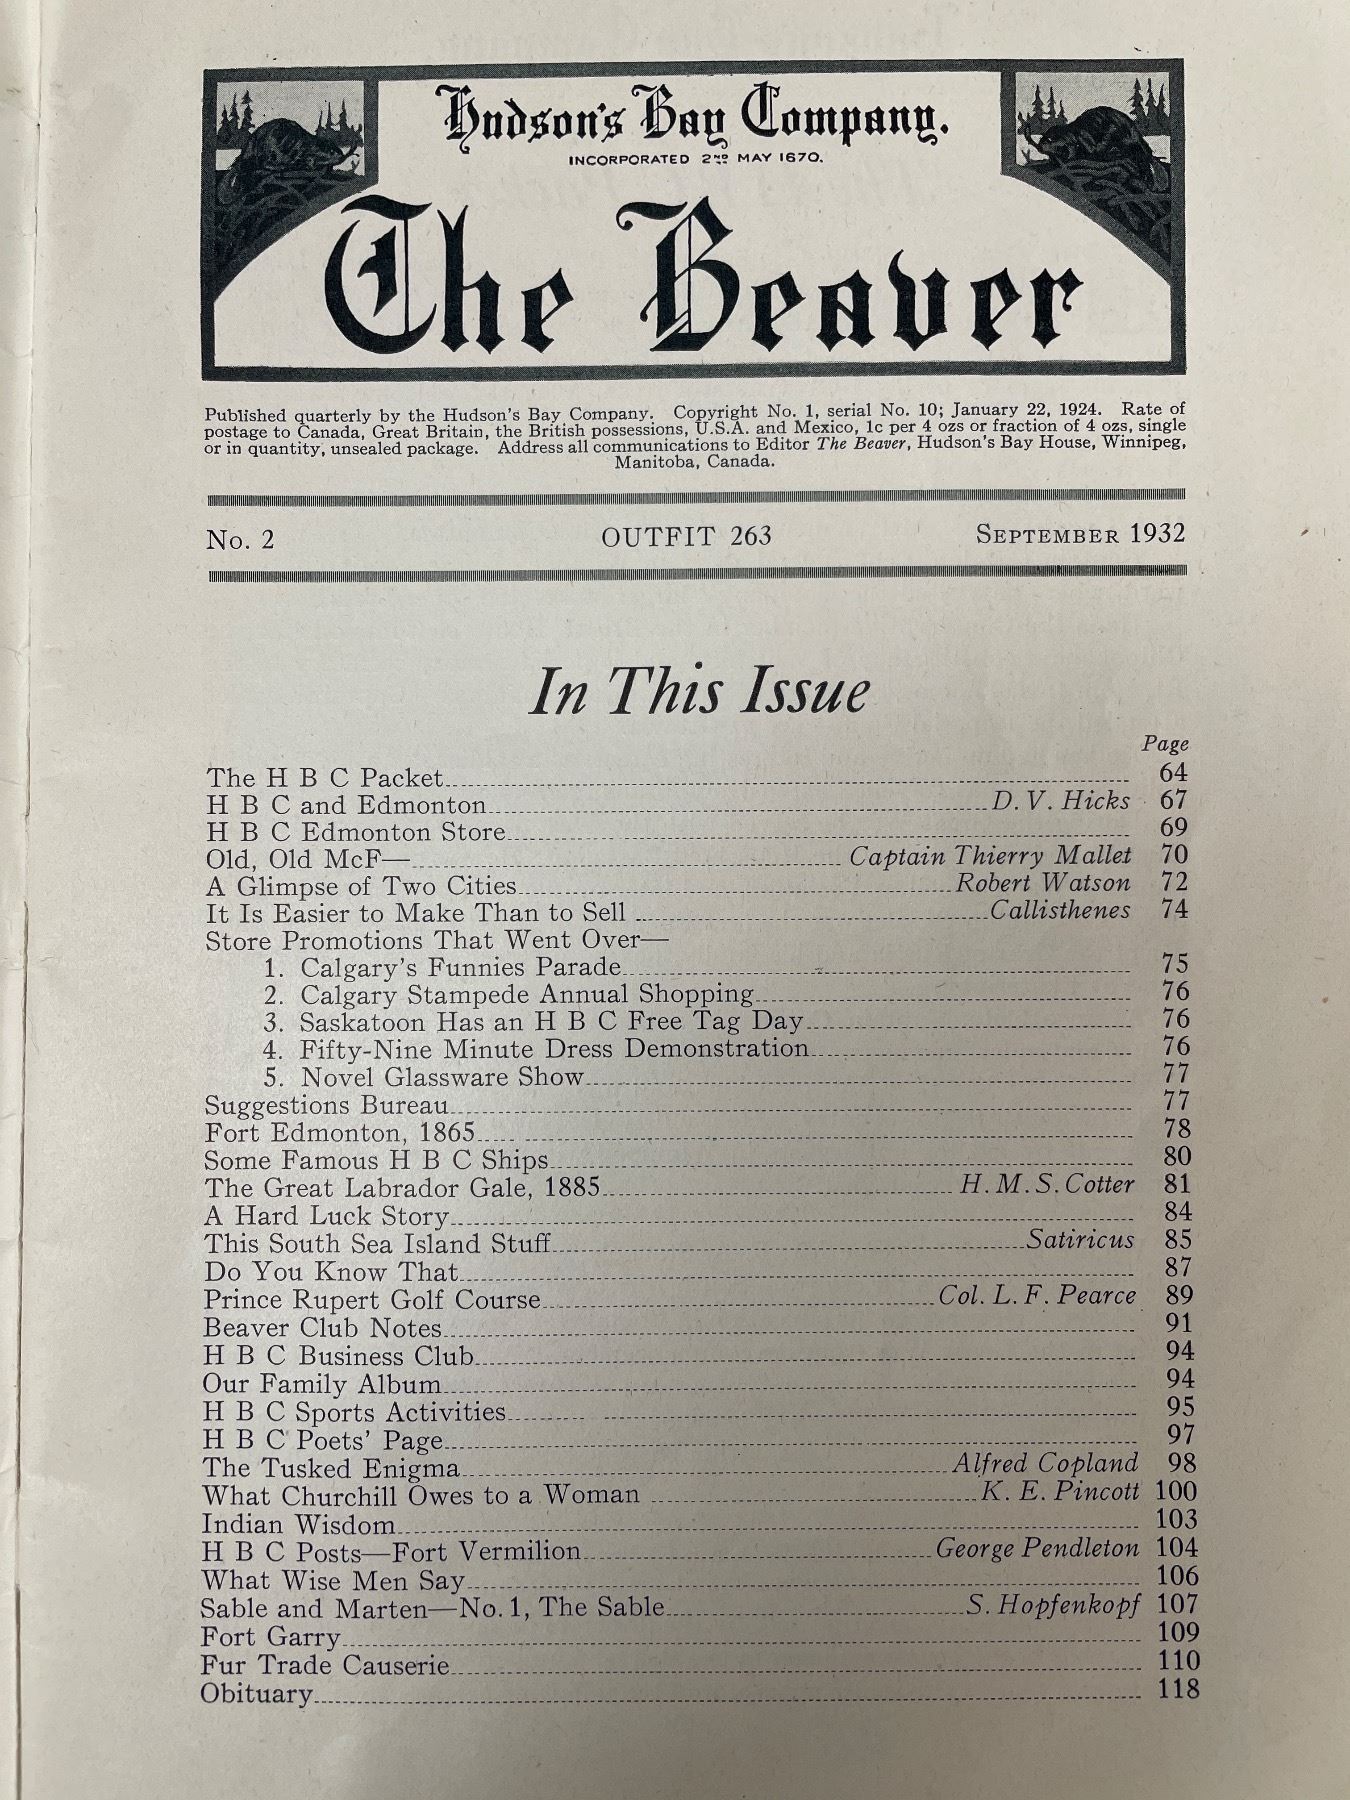 Hudson's Bay Company.
INCORPORATED 2ND MAY 1670.
The Beaver
Published quarterly by the Hudson's Bay Company. Copyright No. 1, serial No. 10; January 22, 1924. Rate of
postage to Canada, Great Britain, the British possessions, U.S.A. and Mexico, 1c per 4 ozs or fraction of 4 ozs, single
or in quantity, unsealed package. Address all communications to Editor The Beaver, Hudson's Bay House, Winnipeg,
Manitoba, Canada.
No. 2 OUTFIT 263 SEPTEMBER 1932
In This Issue
Page
The H B C Packet 64
H B C and Edmonton D. V. Hicks 67
H B C Edmonton Store 69
Old, Old McF— Captain Thierry Mallet 70
A Glimpse of Two Cities Robert Watson 72
It Is Easier to Make Than to Sell Callisthenes 74
Store Promotions That Went Over—
1. Calgary's Funnies Parade 75
2. Calgary Stampede Annual Shopping 76
3. Saskatoon Has an H B C Free Tag Day 76
4. Fifty-Nine Minute Dress Demonstration 76
5. Novel Glassware Show 77
Suggestions Bureau 77
Fort Edmonton, 1865 78
Some Famous H B C Ships 80
The Great Labrador Gale, 1885 H. M. S. Cotter 81
A Hard Luck Story 84
This South Sea Island Stuff Satiricus 85
Do You Know That 87
Prince Rupert Golf Course Col. L. F. Pearce 89
Beaver Club Notes 91
H B C Business Club 94
Our Family Album 94
H B C Sports Activities 95
H B C Poets' Page 97
The Tusked Enigma Alfred Copland 98
What Churchill Owes to a Woman K. E. Pincott 100
Indian Wisdom 103
H B C Posts—Fort Vermilion George Pendleton 104
What Wise Men Say 106
Sable and Marten—No. 1, The Sable S. Hopfenkopf 107
Fort Garry 109
Fur Trade Causerie 110
Obituary 118